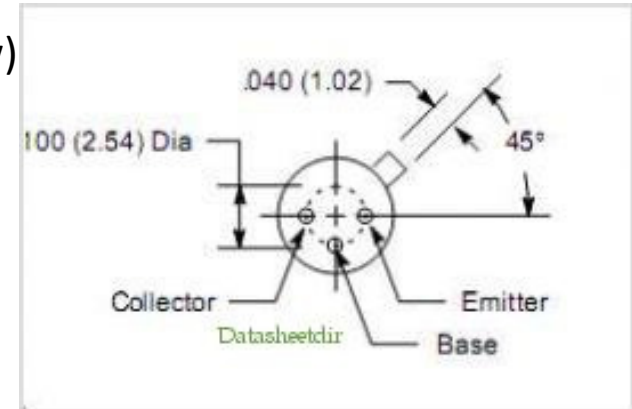 .040 (1.02)
100 (2.54) Dia
45°
Collector
Emitter
Datasheetdir
Base